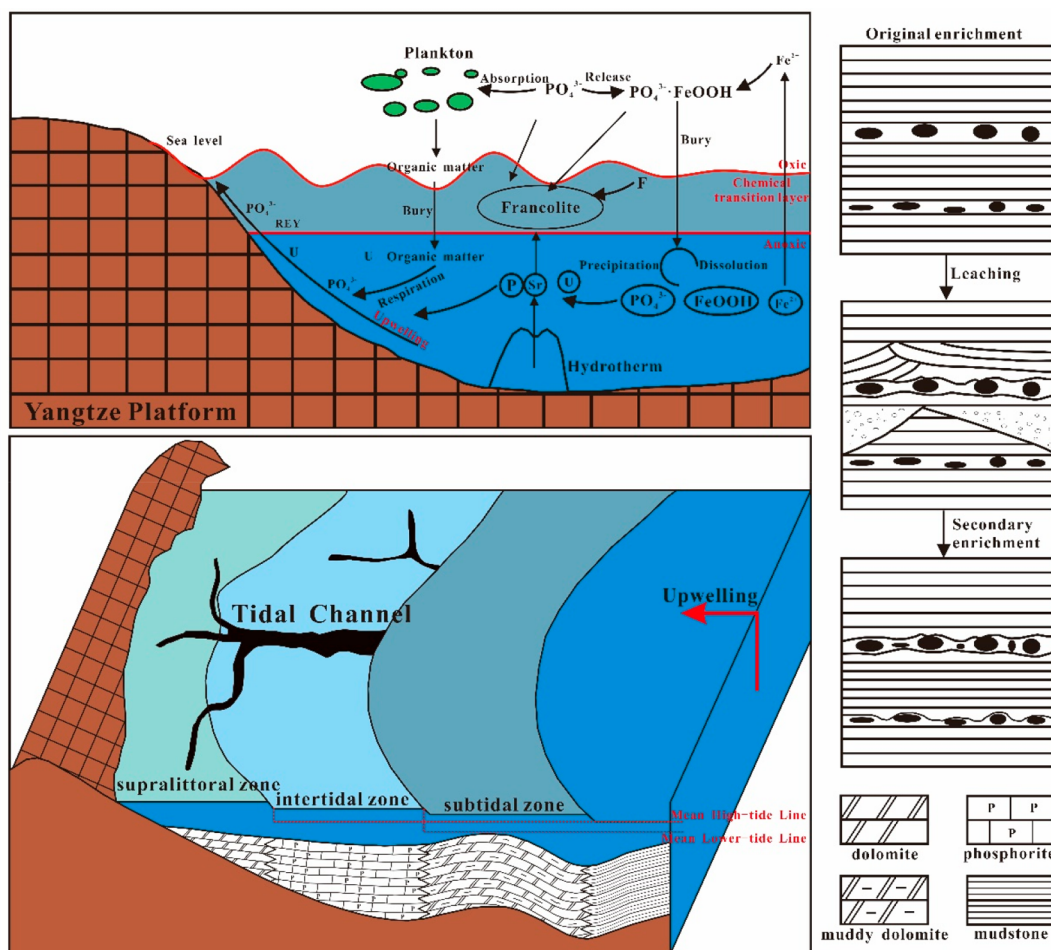 Plankton
Absorption
PO₄³⁻
Release
PO₄³⁻·FeOOH
Fe²⁺
Sea level
Bury
Organic matter
Oxic
Chemical
transition layer
F
Francolite
PO₄³⁻
REY
Bury
Anoxic
U
U
Organic matter
Precipitation
Dissolution
PO₄³⁻
Respiration
P
Sr
U
PO₄³⁻
FeOOH
Fe²⁺
Upwelling
Hydrotherm
Yangtze Platform
Tidal Channel
Upwelling
supralittoral zone
intertidal zone
subtidal zone
Mean High-tide Line
Mean Lower-tide Line
P
P
P
P
P
P
P
P
P
P
Original enrichment
Leaching
Secondary
enrichment
P
P
P
dolomite
phosphorite
muddy dolomite
mudstone